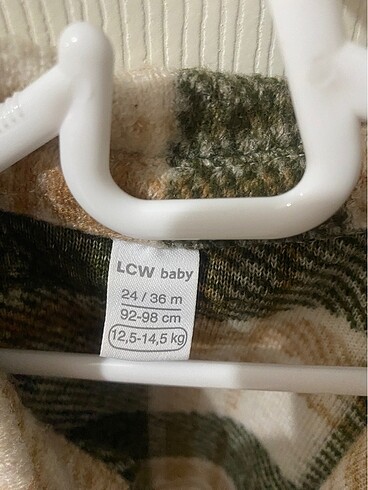 LCW baby
24 / 36 m
92-98 cm
12,5-14,5 kg